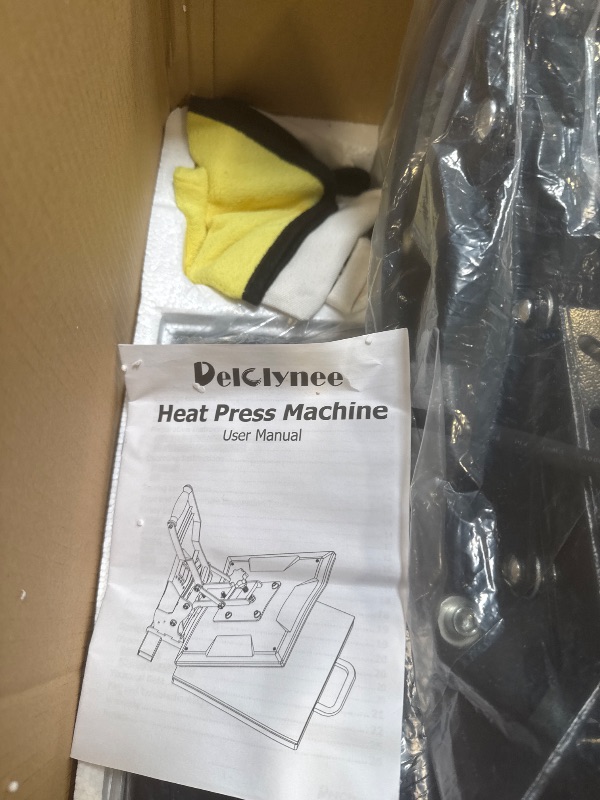 Delclynee
Heat Press Machine
User Manual